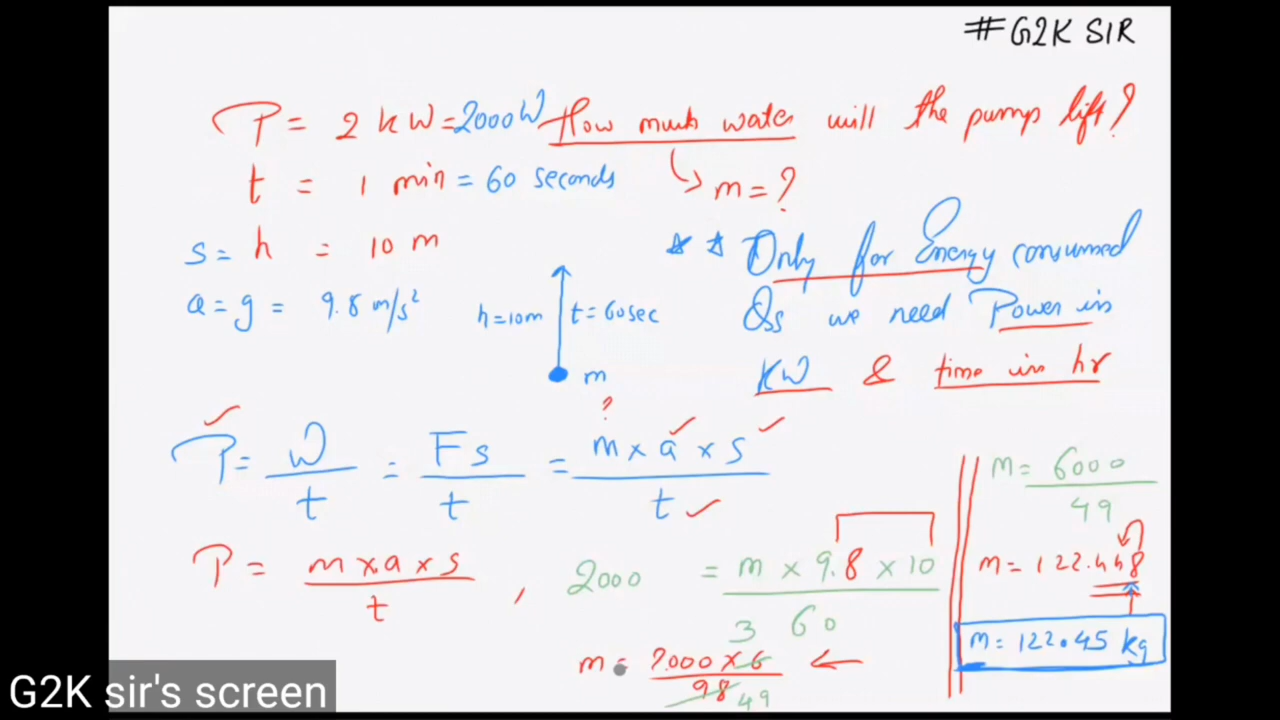 #G2K SIR
P = 2 kW = 2000W How much water will the pump lift?
t = 1 min = 60 seconds
m = ?
s = h = 10 m
a = g = 9.8 m/s²
h=10m t=60sec
m
?
** Only for Energy consumed
Qs we need Power in
KW & time in hr
P = W/t = Fs/t = m × a × s / t
P = m × a × s / t , 2000 = m × 9.8 × 10 / 60
3
m = 2000 × 6 / 98
49
m = 6000 / 49
m = 122.448
m = 122.45 kg
G2K sir's screen